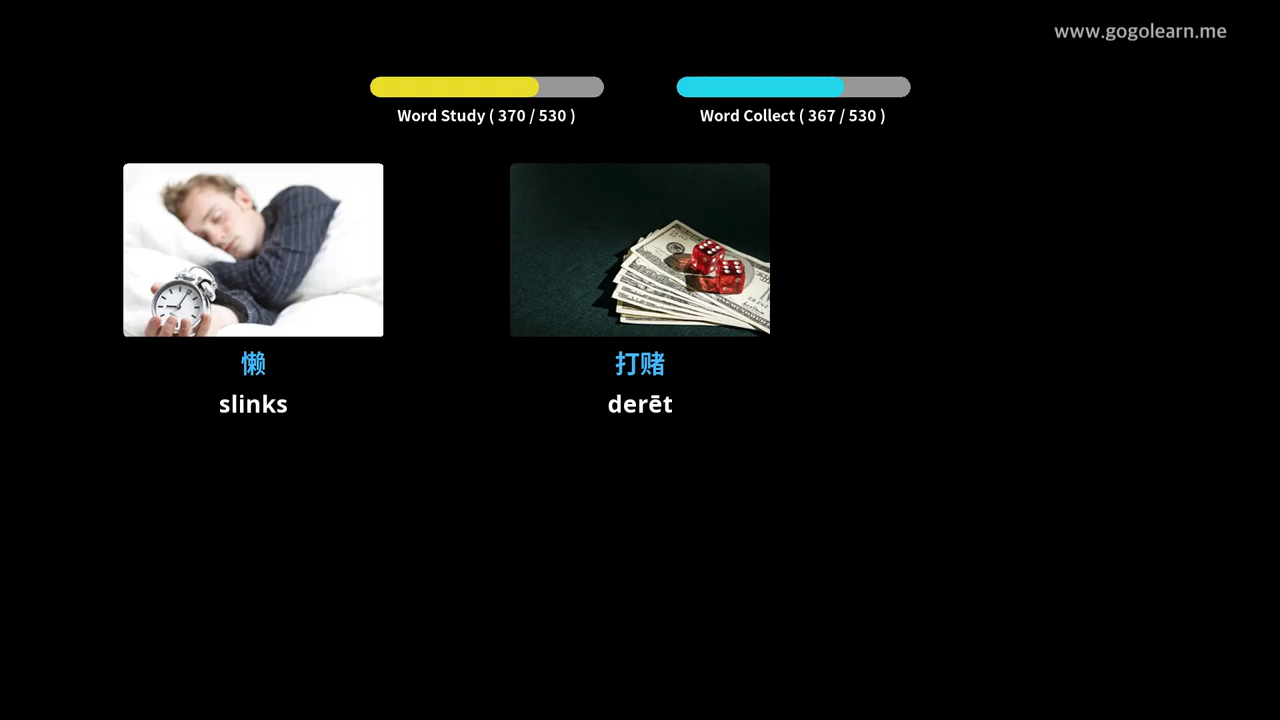 www.gogolearn.me
Word Study ( 370 / 530 )
Word Collect ( 367 / 530 )
懒
slinks
打赌
derēt